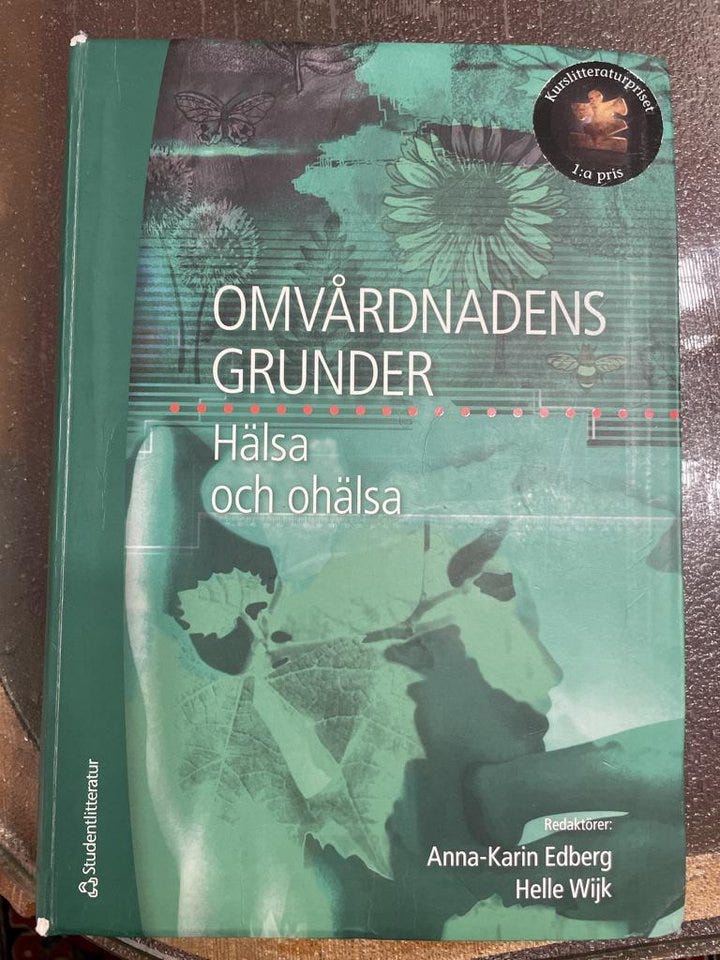 Kurslitteraturpriset
1:a pris
OMVÅRDNADENS
GRUNDER
Hälsa
och ohälsa
Redaktörer:
Anna-Karin Edberg
Helle Wijk
Studentlitteratur